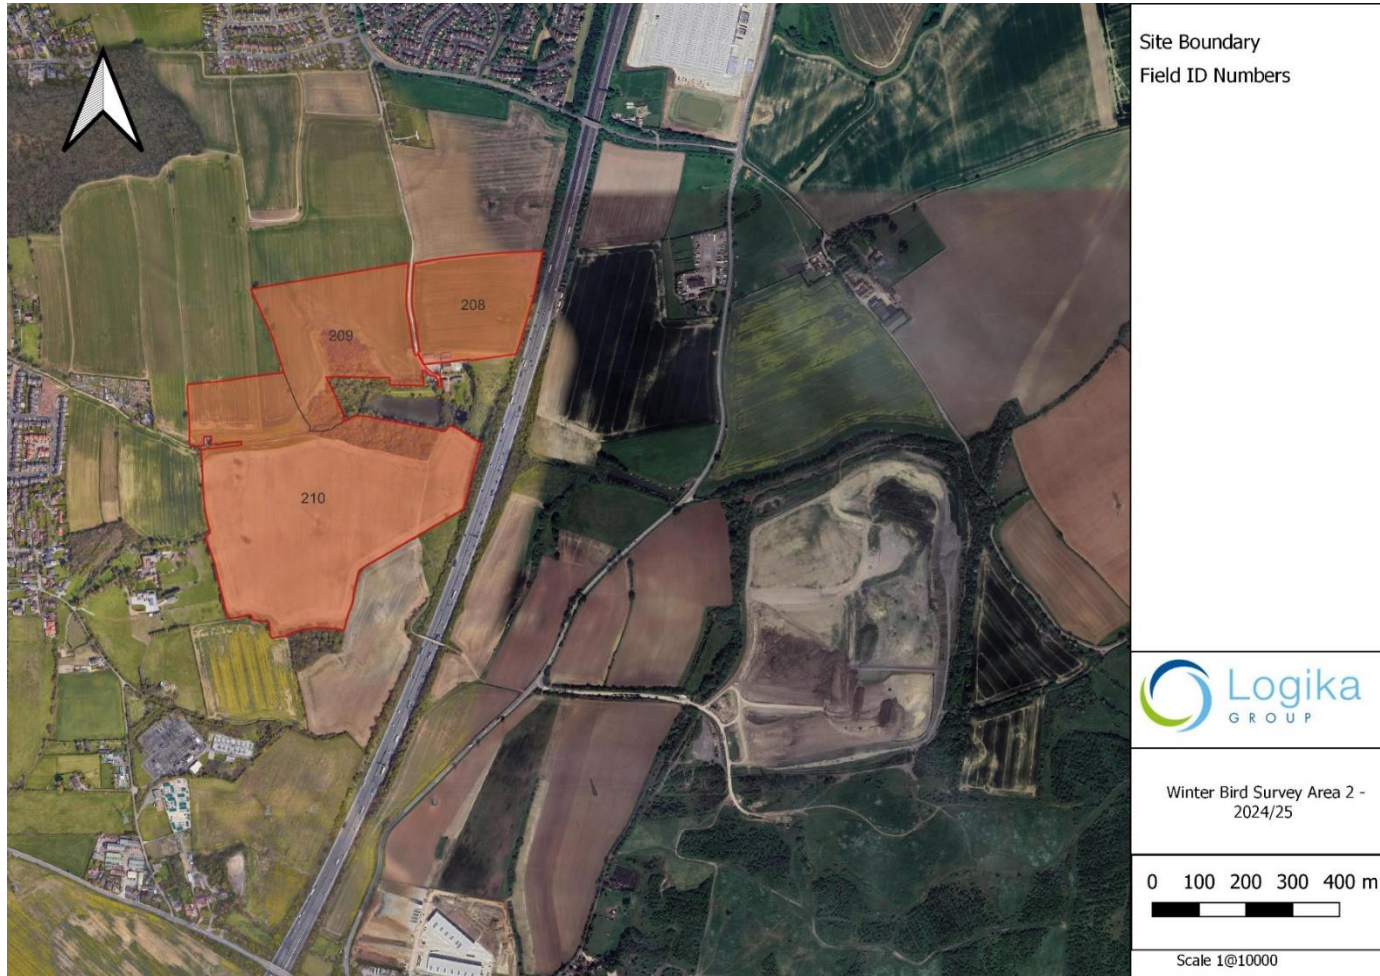 Site Boundary
Field ID Numbers
208
209
210
Logika
GROUP
Winter Bird Survey Area 2 -
2024/25
0 100 200 300 400 m
Scale 1@10000